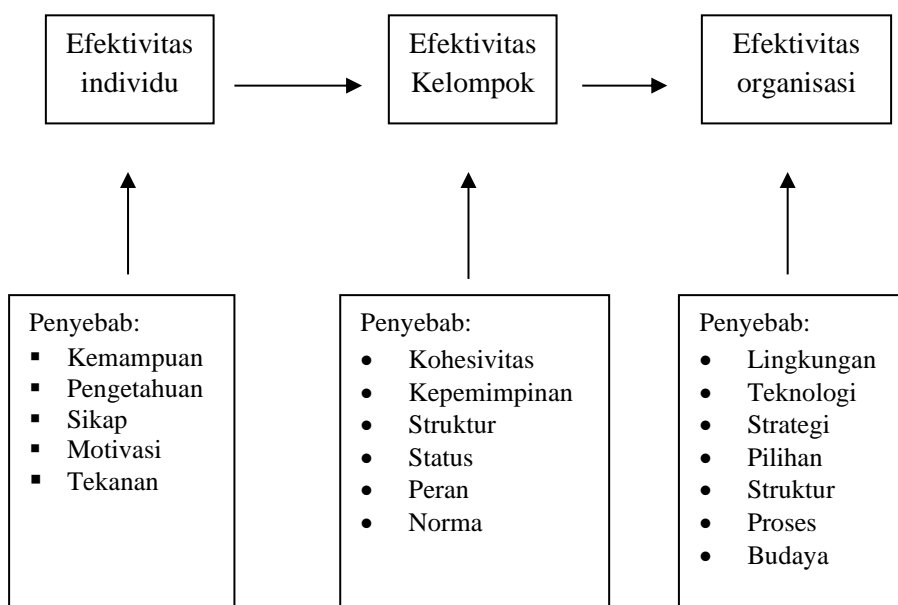 Efektivitas
individu
Efektivitas
Kelompok
Efektivitas
organisasi
Penyebab:
▪ Kemampuan
▪ Pengetahuan
▪ Sikap
▪ Motivasi
▪ Tekanan
Penyebab:
• Kohesivitas
• Kepemimpinan
• Struktur
• Status
• Peran
• Norma
Penyebab:
• Lingkungan
• Teknologi
• Strategi
• Pilihan
• Struktur
• Proses
• Budaya